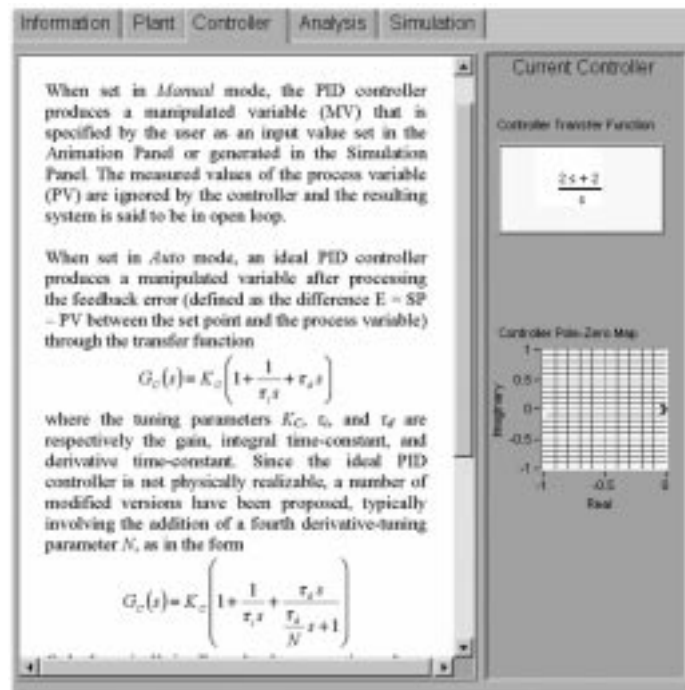 Information Plant Controller Analysis Simulation
When set in Manual mode, the PID controller
produces a manipulated variable (MV) that is
specified by the user as an input value set in the
Animation Panel or generated in the Simulation
Panel. The measured values of the process variable
(PV) are ignored by the controller and the resulting
system is said to be in open loop.
When set in Auto mode, an ideal PID controller
produces a manipulated variable after processing
the feedback error (defined as the difference E = SP
– PV between the set point and the process variable)
through the transfer function
G_C(s) = K_C(1 + 1/(τ_i s) + τ_d s)
where the tuning parameters K_C, τ_i, and τ_d are
respectively the gain, integral time-constant, and
derivative time-constant. Since the ideal PID
controller is not physically realizable, a number of
modified versions have been proposed, typically
involving the addition of a fourth derivative-tuning
parameter N, as in the form
G_C(s) = K_C(1 + 1/(τ_i s) + τ_d s/((τ_d/N) s + 1))
Current Controller
Controller Transfer Function
2 s + 2
s
Controller Pole-Zero Map
1
0.5
0
-0.5
-1
Imaginary
-1 -0.5 0
Real